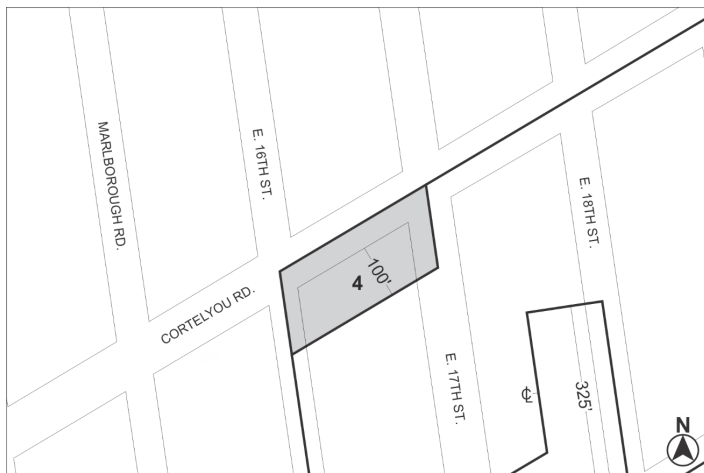 MARLBOROUGH RD.
E. 16TH ST.
E. 18TH ST.
4
100'
CORTELYOU RD.
E. 17TH ST.
℄
325'
N